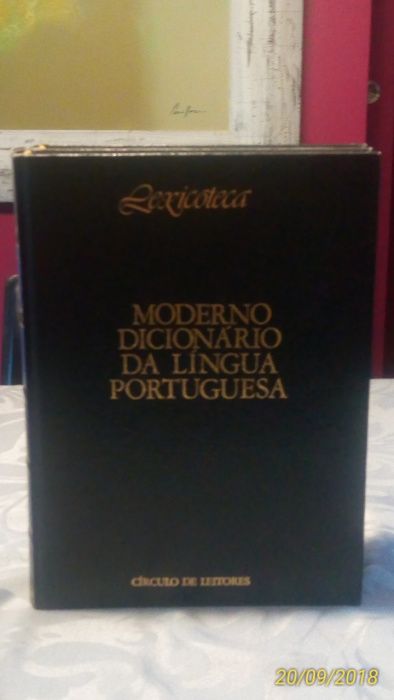 Lexicoteca
MODERNO
DICIONÁRIO
DA LÍNGUA
PORTUGUESA
CÍRCULO DE LEITORES
20/09/2018